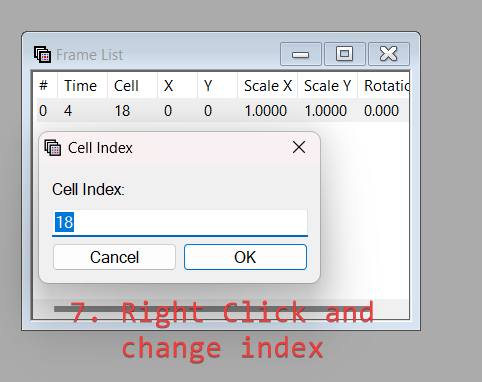 Frame List
# Time Cell X Y Scale X Scale Y Rotatio
0 4 18 0 0 1.0000 1.0000 0.000
Cell Index
Cell Index:
18
Cancel OK
7. Right Click and
change index